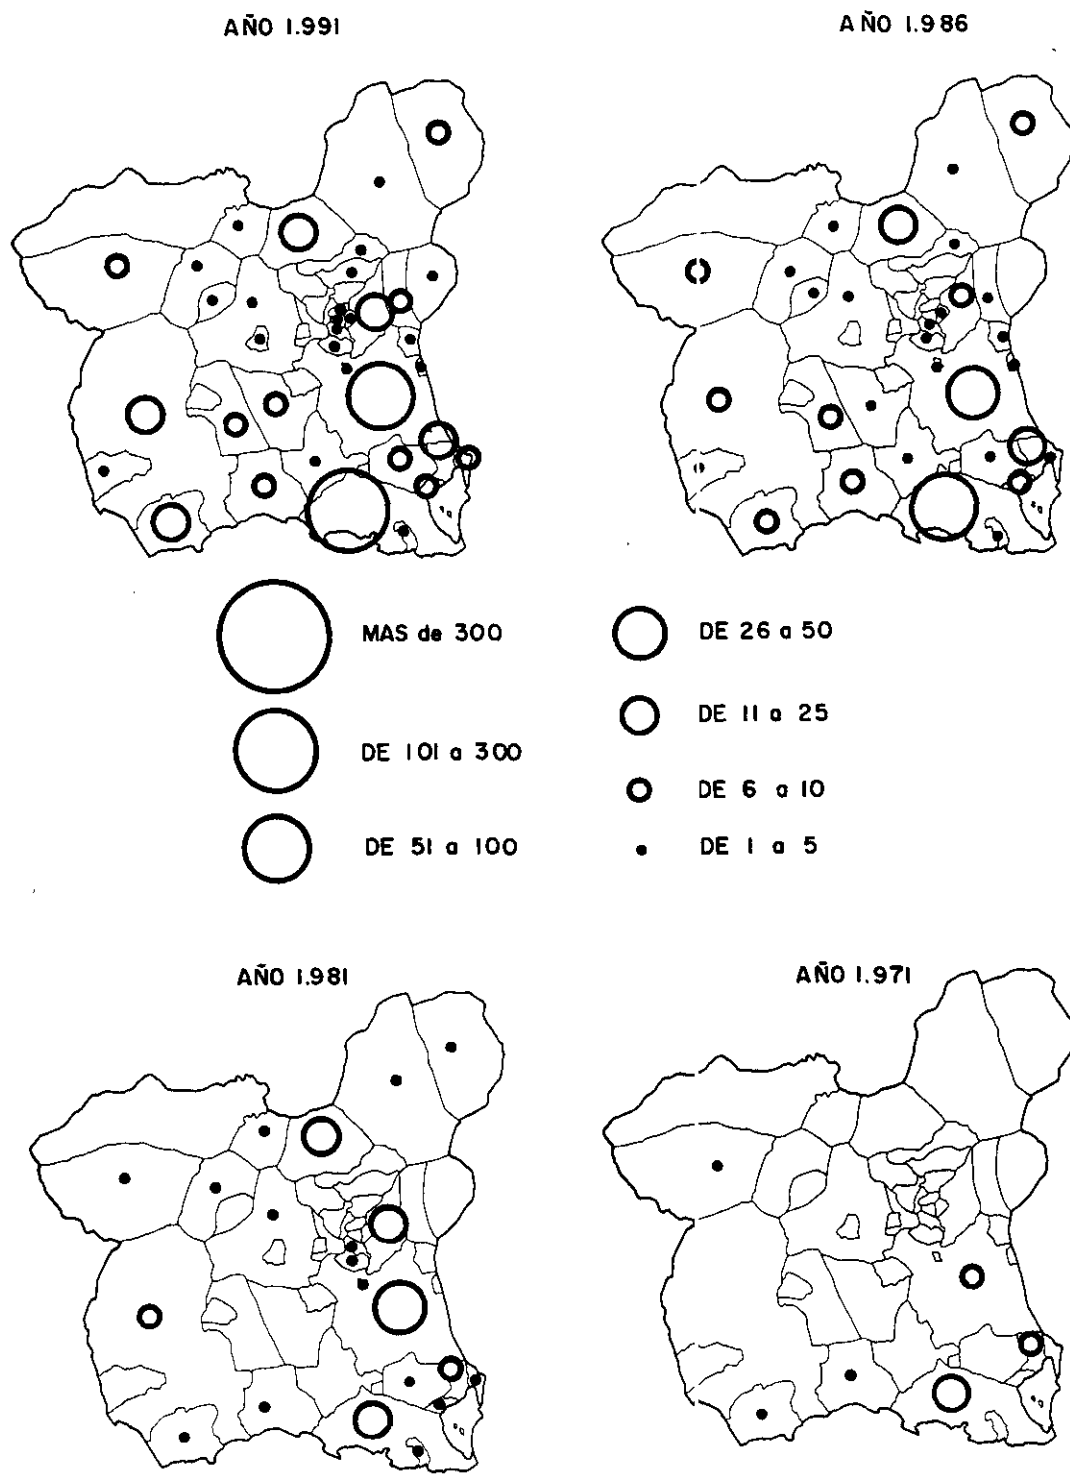 AÑO 1.991
AÑO 1.986
MAS de 300
DE 101 a 300
DE 51 a 100
DE 26 a 50
DE 11 a 25
DE 6 a 10
DE 1 a 5
AÑO 1.981
AÑO 1.971